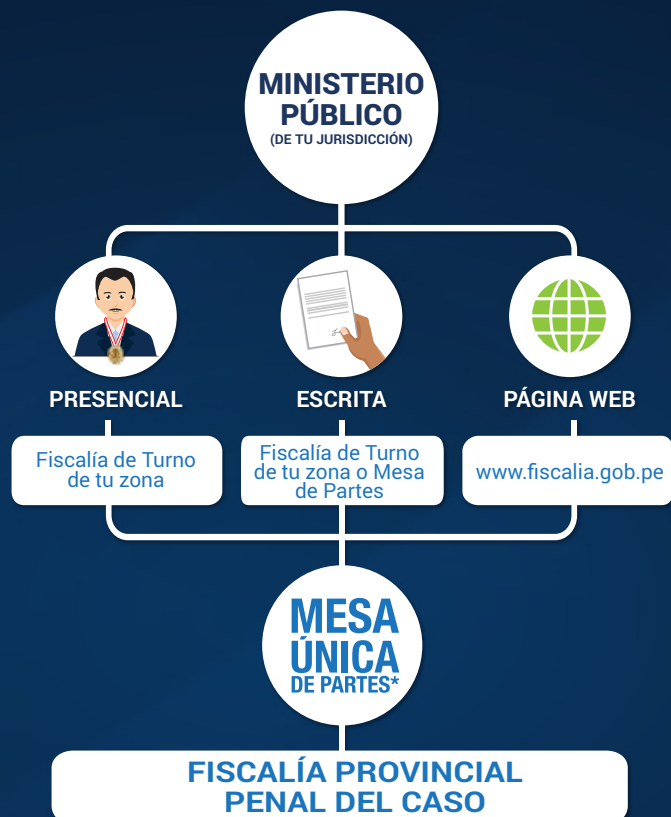 MINISTERIO
PÚBLICO
(DE TU JURISDICCIÓN)
PRESENCIAL
ESCRITA
PÁGINA WEB
Fiscalía de Turno
de tu zona
Fiscalía de Turno
de tu zona o Mesa
de Partes
www.fiscalia.gob.pe
MESA
ÚNICA
DE PARTES*
FISCALÍA PROVINCIAL
PENAL DEL CASO